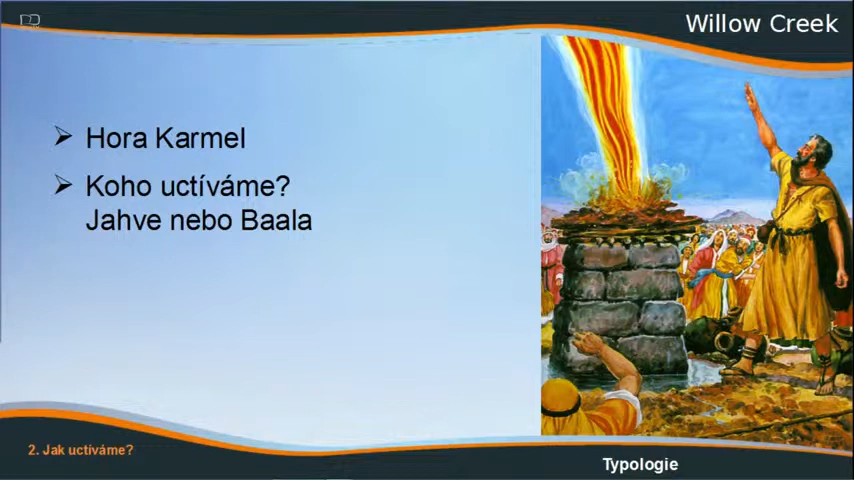 Willow Creek
Hora Karmel
Koho uctíváme?
Jahve nebo Baala
2. Jak uctíváme?
Typologie